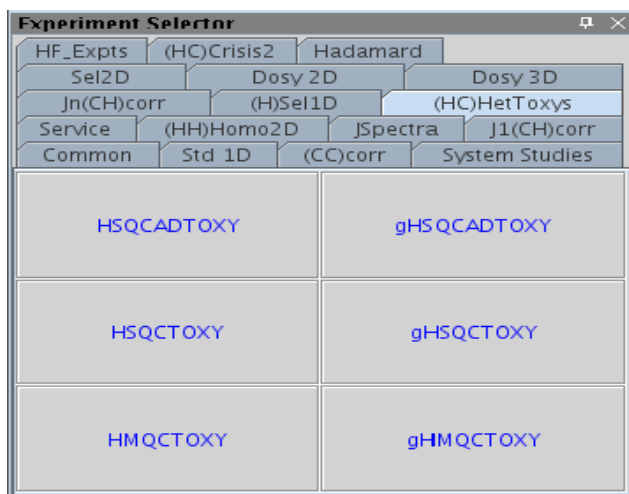 Experiment Selector
HF_Expts (HC)Crisis2 Hadamard
Sel2D Dosy 2D Dosy 3D
Jn(CH)corr (H)Sel1D (HC)HetToxys
Service (HH)Homo2D JSpectra J1(CH)corr
Common Std 1D (CC)corr System Studies
HSQCADTOXY gHSQCADTOXY
HSQCTOXY gHSQCTOXY
HMQCTOXY gHMQCTOXY